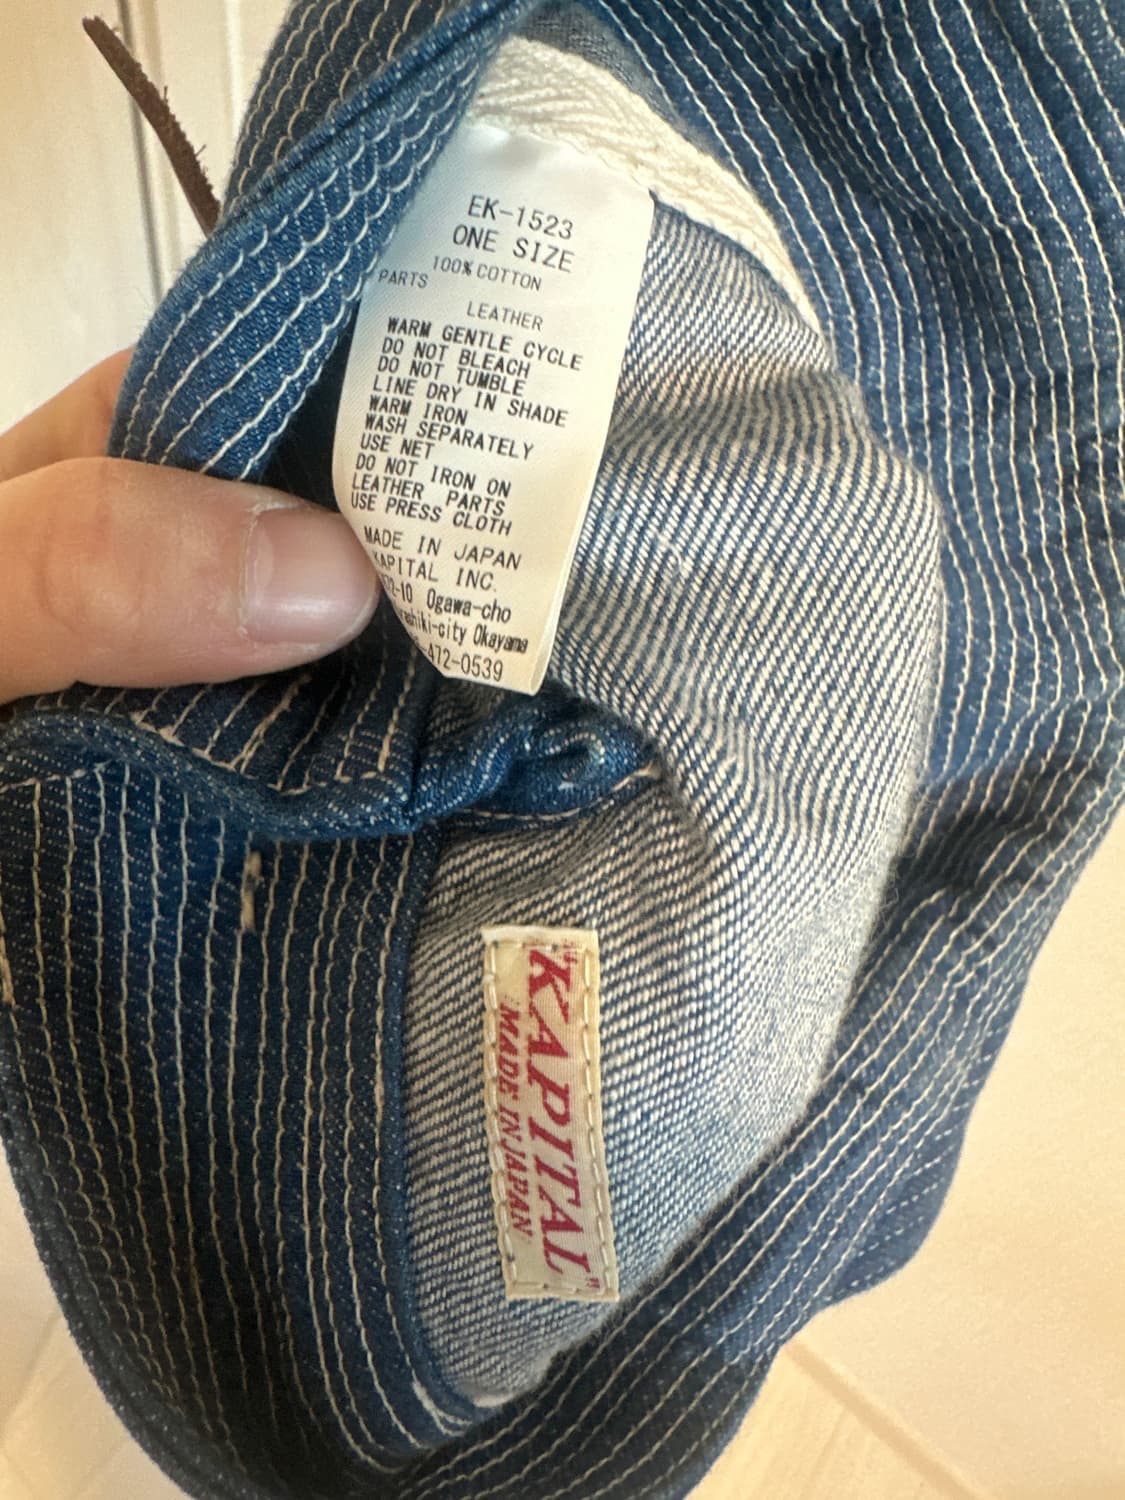 EK-1523
ONE SIZE
100% COTTON
PARTS
LEATHER
WARM GENTLE CYCLE
DO NOT BLEACH
DO NOT TUMBLE
LINE DRY IN SHADE
WARM IRON
WASH SEPARATELY
USE NET
DO NOT IRON ON
LEATHER PARTS
USE PRESS CLOTH
MADE IN JAPAN
KAPITAL INC.
Ogawa-cho
Okayama
472-0539
"KAPITAL"
MADE IN JAPAN